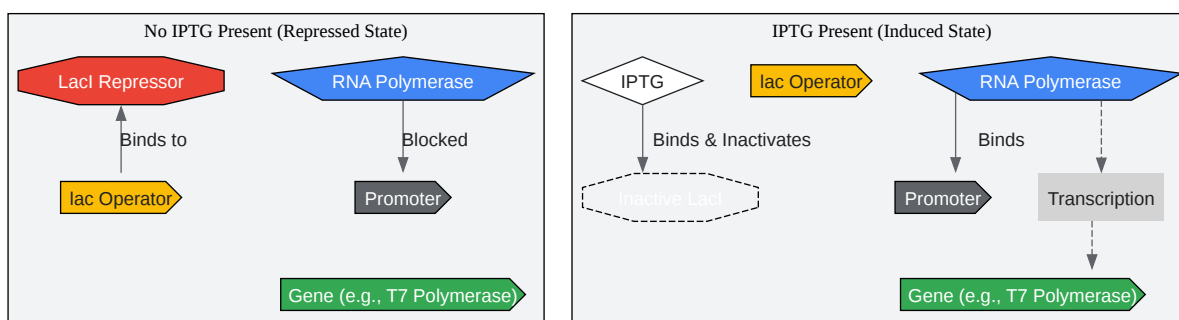 No IPTG Present (Repressed State)
LacI Repressor
RNA Polymerase
Binds to
Blocked
lac Operator
Promoter
Gene (e.g., T7 Polymerase)
IPTG Present (Induced State)
IPTG
lac Operator
RNA Polymerase
Binds & Inactivates
Binds
Inactive LacI
Promoter
Transcription
Gene (e.g., T7 Polymerase)